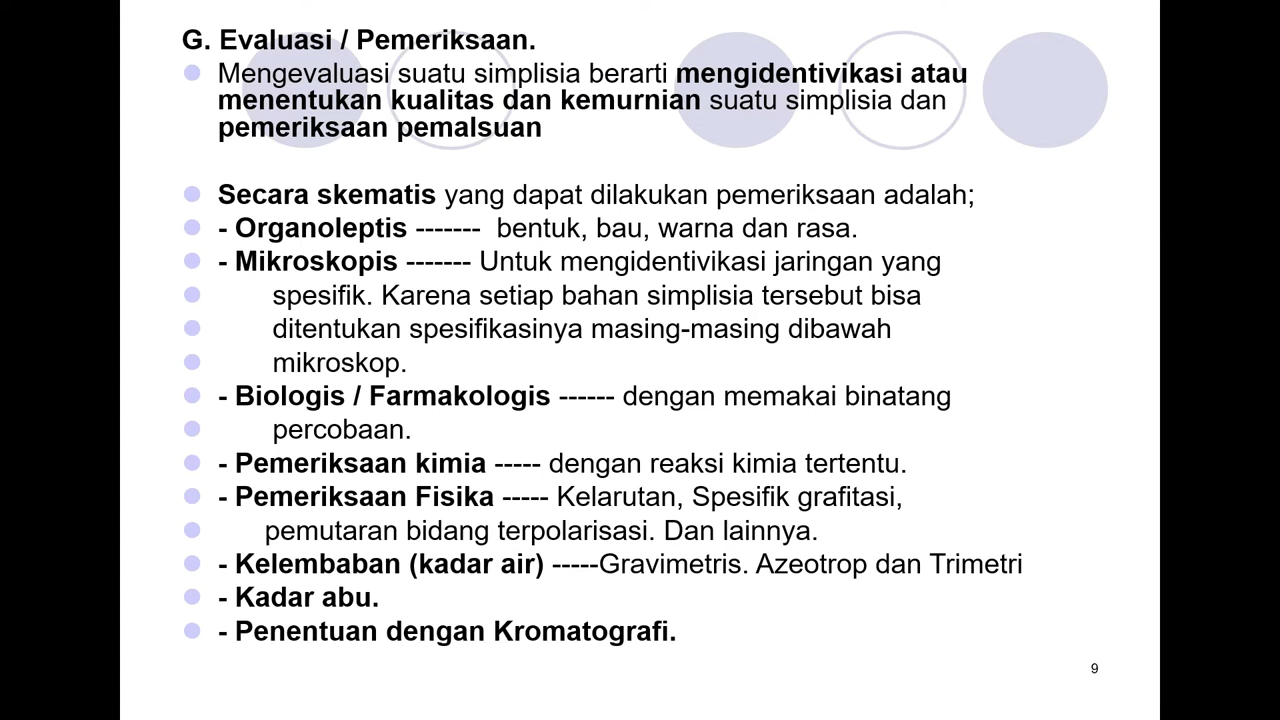 G. Evaluasi / Pemeriksaan.
Mengevaluasi suatu simplisia berarti mengidentivikasi atau
menentukan kualitas dan kemurnian suatu simplisia dan
pemeriksaan pemalsuan
Secara skematis yang dapat dilakukan pemeriksaan adalah;
- Organoleptis ------- bentuk, bau, warna dan rasa.
- Mikroskopis ------- Untuk mengidentivikasi jaringan yang
spesifik. Karena setiap bahan simplisia tersebut bisa
ditentukan spesifikasinya masing-masing dibawah
mikroskop.
- Biologis / Farmakologis ------ dengan memakai binatang
percobaan.
- Pemeriksaan kimia ----- dengan reaksi kimia tertentu.
- Pemeriksaan Fisika ----- Kelarutan, Spesifik grafitasi,
pemutaran bidang terpolarisasi. Dan lainnya.
- Kelembaban (kadar air) -----Gravimetris. Azeotrop dan Trimetri
- Kadar abu.
- Penentuan dengan Kromatografi.
9